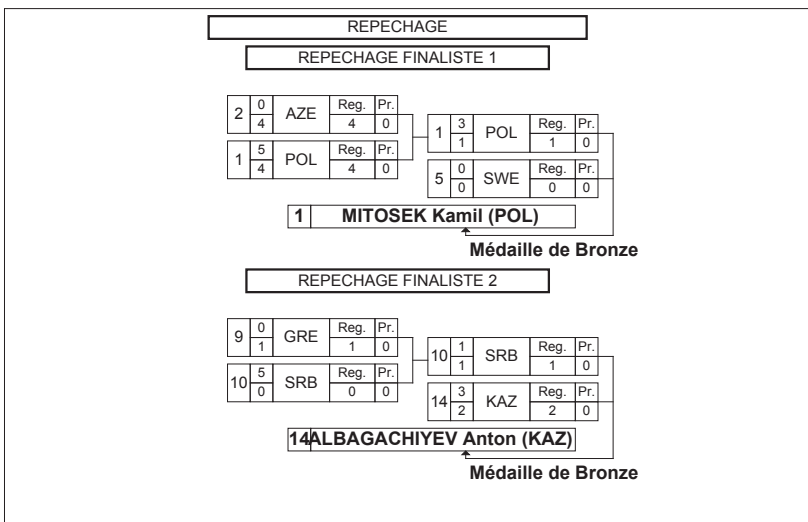 REPECHAGE
REPECHAGE FINALISTE 1
2 0 AZE Reg. Pr.
4 4 0
1 5 POL Reg. Pr.
4 4 0
1 3 POL Reg. Pr.
1 1 0
5 0 SWE Reg. Pr.
0 0 0
1 MITOSEK Kamil (POL)
Médaille de Bronze
REPECHAGE FINALISTE 2
9 0 GRE Reg. Pr.
1 1 0
10 5 SRB Reg. Pr.
0 0 0
10 1 SRB Reg. Pr.
1 1 0
14 3 KAZ Reg. Pr.
2 2 0
14 ALBAGACHIYEV Anton (KAZ)
Médaille de Bronze